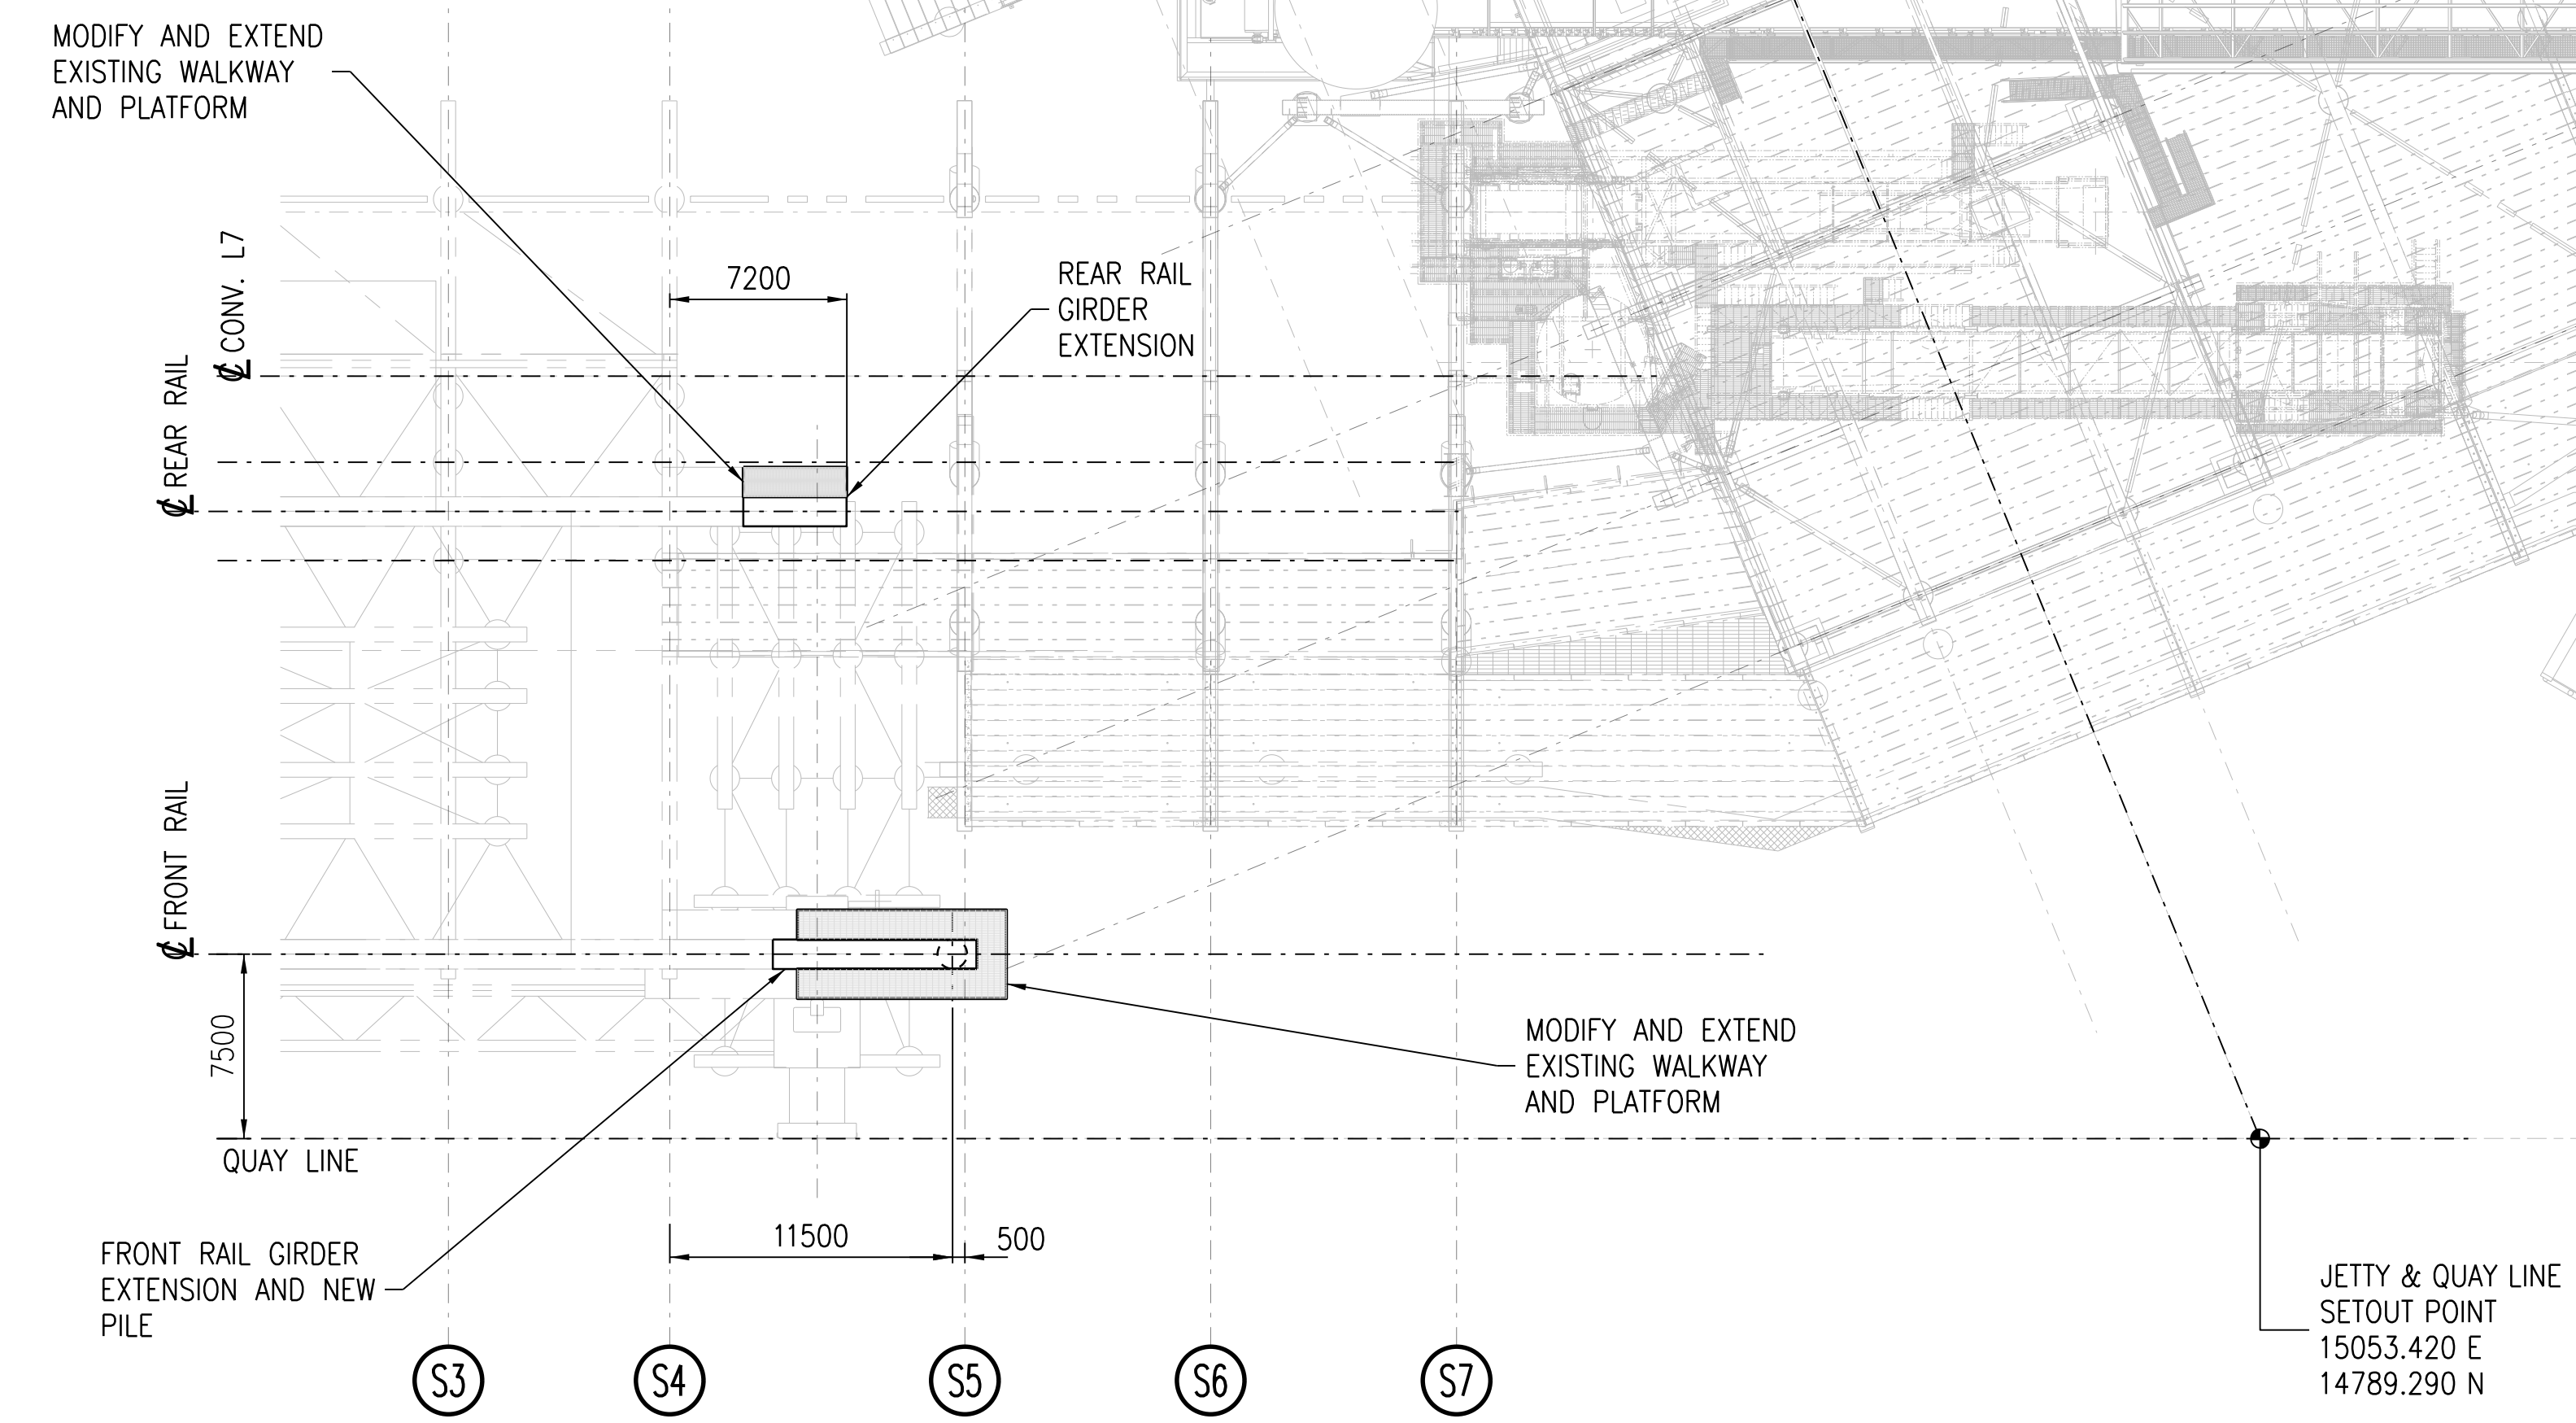 MODIFY AND EXTEND
EXISTING WALKWAY
AND PLATFORM
℄ CONV. L7
7200
REAR RAIL
GIRDER
EXTENSION
℄ REAR RAIL
℄ FRONT RAIL
7500
QUAY LINE
MODIFY AND EXTEND
EXISTING WALKWAY
AND PLATFORM
11500
500
FRONT RAIL GIRDER
EXTENSION AND NEW
PILE
JETTY & QUAY LINE
SETOUT POINT
15053.420 E
14789.290 N
S3
S4
S5
S6
S7